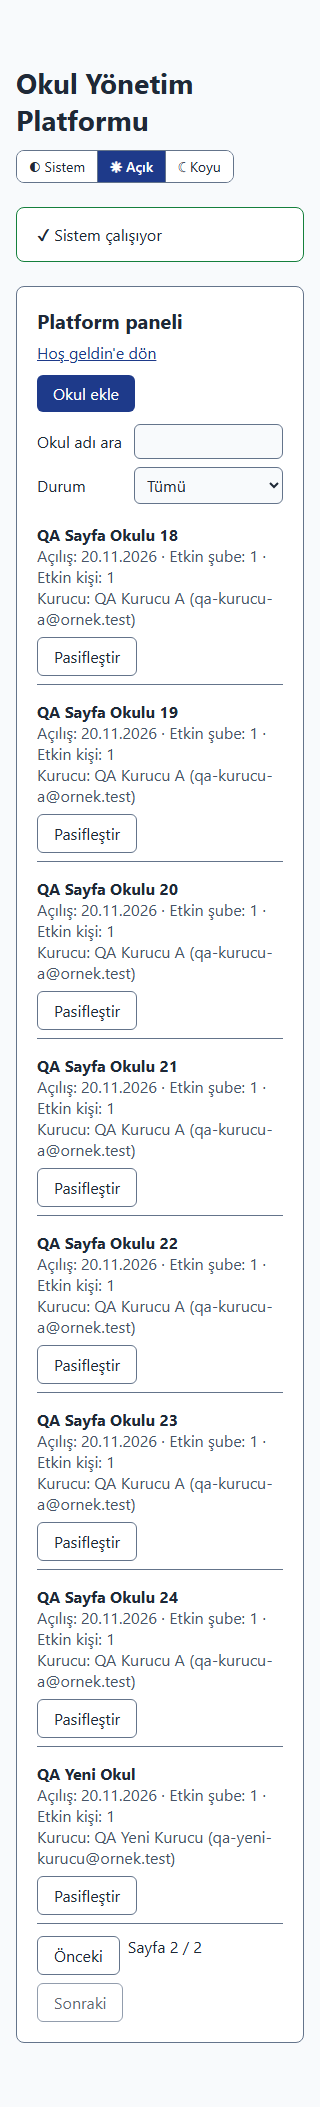 Okul Yönetim
Platformu
Sistem
Açık
Koyu
✓ Sistem çalışıyor
Platform paneli
Hoş geldin'e dön
Okul ekle
Okul adı ara
Durum
Tümü
QA Sayfa Okulu 18
Açılış: 20.11.2026 · Etkin şube: 1 ·
Etkin kişi: 1
Kurucu: QA Kurucu A (qa-kurucu-
a@ornek.test)
Pasifleştir
QA Sayfa Okulu 19
Açılış: 20.11.2026 · Etkin şube: 1 ·
Etkin kişi: 1
Kurucu: QA Kurucu A (qa-kurucu-
a@ornek.test)
Pasifleştir
QA Sayfa Okulu 20
Açılış: 20.11.2026 · Etkin şube: 1 ·
Etkin kişi: 1
Kurucu: QA Kurucu A (qa-kurucu-
a@ornek.test)
Pasifleştir
QA Sayfa Okulu 21
Açılış: 20.11.2026 · Etkin şube: 1 ·
Etkin kişi: 1
Kurucu: QA Kurucu A (qa-kurucu-
a@ornek.test)
Pasifleştir
QA Sayfa Okulu 22
Açılış: 20.11.2026 · Etkin şube: 1 ·
Etkin kişi: 1
Kurucu: QA Kurucu A (qa-kurucu-
a@ornek.test)
Pasifleştir
QA Sayfa Okulu 23
Açılış: 20.11.2026 · Etkin şube: 1 ·
Etkin kişi: 1
Kurucu: QA Kurucu A (qa-kurucu-
a@ornek.test)
Pasifleştir
QA Sayfa Okulu 24
Açılış: 20.11.2026 · Etkin şube: 1 ·
Etkin kişi: 1
Kurucu: QA Kurucu A (qa-kurucu-
a@ornek.test)
Pasifleştir
QA Yeni Okul
Açılış: 20.11.2026 · Etkin şube: 1 ·
Etkin kişi: 1
Kurucu: QA Yeni Kurucu (qa-yeni-
kurucu@ornek.test)
Pasifleştir
Önceki
Sayfa 2 / 2
Sonraki